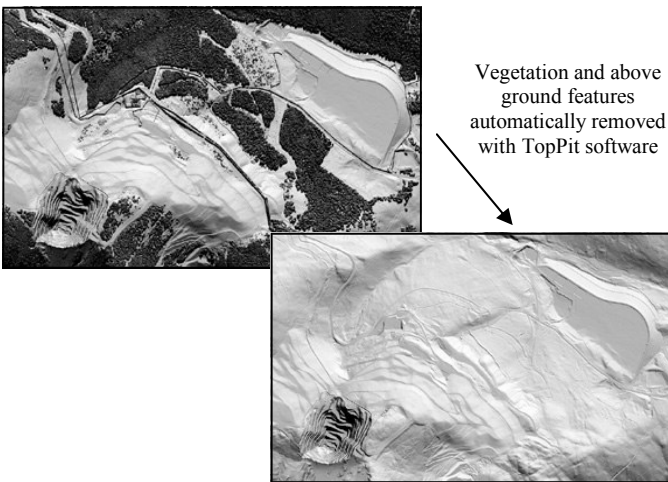 Vegetation and above
ground features
automatically removed
with TopPit software